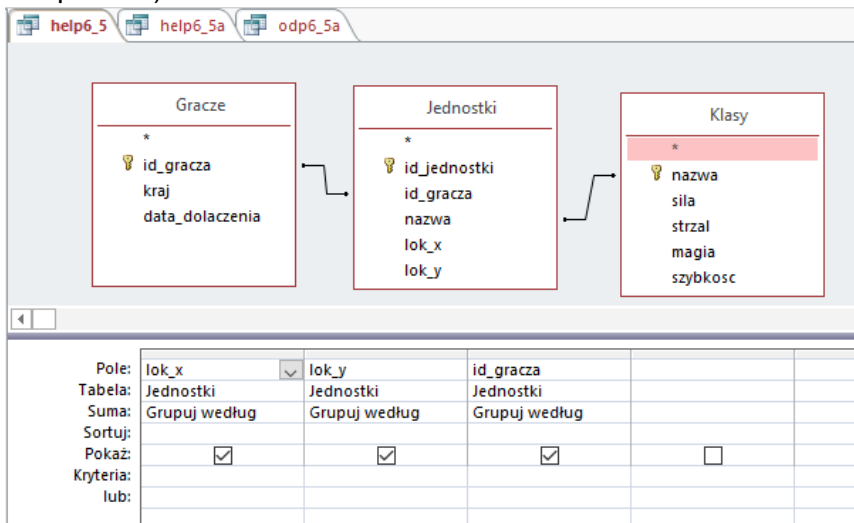 help6_5 help6_5a odp6_5a
Gracze
*
id_gracza
kraj
data_dolaczenia
Jednostki
*
id_jednostki
id_gracza
nazwa
lok_x
lok_y
Klasy
*
nazwa
sila
strzal
magia
szybkosc
Pole: lok_x lok_y id_gracza
Tabela: Jednostki Jednostki Jednostki
Suma: Grupuj według Grupuj według Grupuj według
Sortuj:
Pokaż:
Kryteria:
lub: